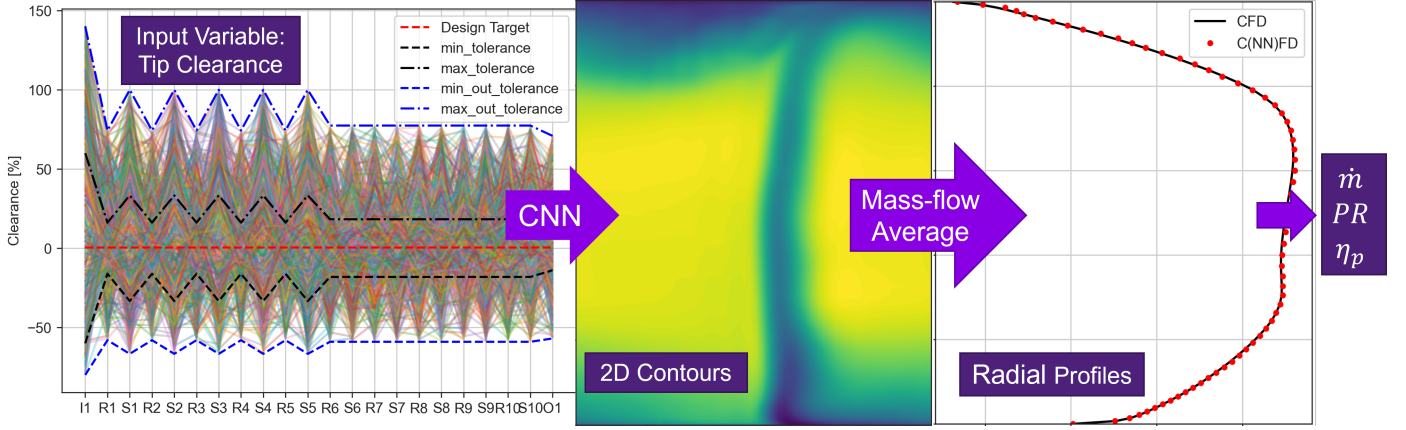 150
100
50
0
−50
Clearance [%]
Input Variable:
Tip Clearance
Design Target
min_tolerance
max_tolerance
min_out_tolerance
max_out_tolerance
I1 R1 S1 R2 S2 R3 S3 R4 S4 R5 S5 R6 S6 R7 S7 R8 S8 R9 S9 R10 S10 O1
CNN
2D Contours
Mass-flow
Average
CFD
C(NN)FD
Radial Profiles
ṁ
PR
ηp